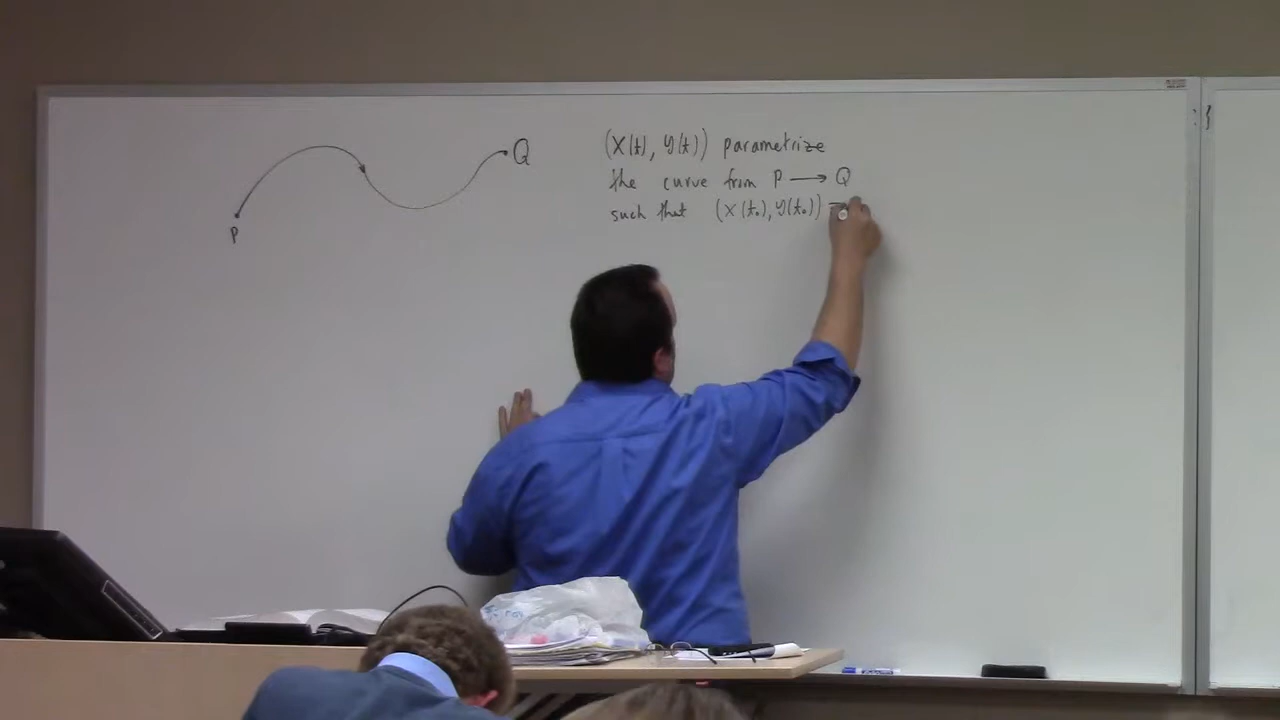 P
Q
(X(t), Y(t)) parametrize
the curve from P → Q
such that (X(t₀), Y(t₀)) =